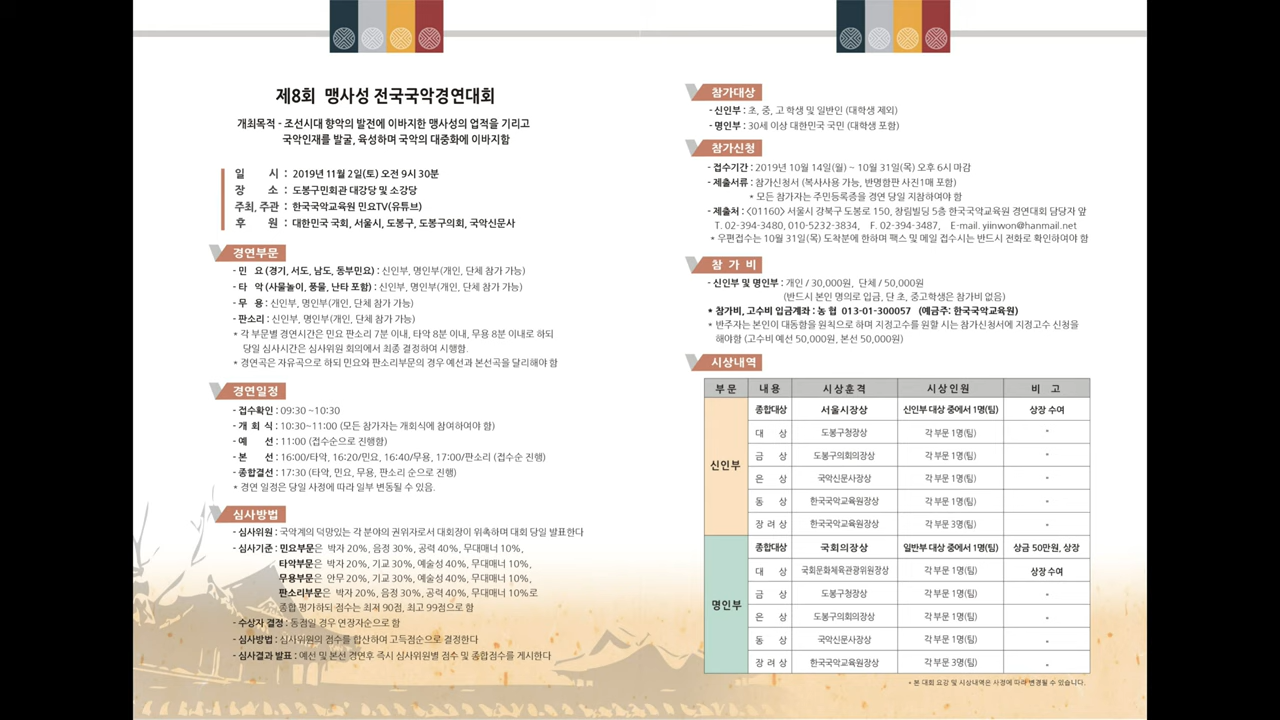 제8회 맹사성 전국국악경연대회
개최목적 - 조선시대 향악의 발전에 이바지한 맹사성의 업적을 기리고
국악인재를 발굴, 육성하며 국악의 대중화에 이바지함
일 시 : 2019년 11월 2일(토) 오전 9시 30분
장 소 : 도봉구민회관 대강당 및 소강당
주최, 주관 : 한국국악교육원 민요TV(유튜브)
후 원 : 대한민국 국회, 서울시, 도봉구, 도봉구의회, 국악신문사
경연부문
- 민 요 (경기, 서도, 남도, 동부민요) : 신인부, 명인부(개인, 단체 참가 가능)
- 타 악 (사물놀이, 풍물, 난타 포함) : 신인부, 명인부(개인, 단체 참가 가능)
- 무 용 : 신인부, 명인부(개인, 단체 참가 가능)
- 판소리 : 신인부, 명인부(개인, 단체 참가 가능)
* 각 부문별 경연시간은 민요 판소리 7분 이내, 타악 8분 이내, 무용 8분 이내로 하되
당일 심사시간은 심사위원 회의에서 최종 결정하여 시행함.
* 경연곡은 자유곡으로 하되 민요와 판소리부문의 경우 예선과 본선곡을 달리해야 함
경연일정
- 접수확인 : 09:30 ~10:30
- 개 회 식 : 10:30~11:00 (모든 참가자는 개회식에 참여하여야 함)
- 예 선 : 11:00 (접수순으로 진행함)
- 본 선 : 16:00/타악, 16:20/민요, 16:40/무용, 17:00/판소리 (접수순 진행)
- 종합결선 : 17:30 (타악, 민요, 무용, 판소리 순으로 진행)
* 경연 일정은 당일 사정에 따라 일부 변동될 수 있음.
심사방법
- 심사위원 : 국악계의 덕망있는 각 분야의 권위자로서 대회장이 위촉하며 대회 당일 발표한다
- 심사기준 : 민요부문은 박자 20%, 음정 30%, 공력 40%, 무대매너 10%,
타악부문은 박자 20%, 기교 30%, 예술성 40%, 무대매너 10%,
무용부문은 안무 20%, 기교 30%, 예술성 40%, 무대매너 10%,
판소리부문은 박자 20%, 음정 30%, 공력 40%, 무대매너 10%로
종합 평가하되 점수는 최저 90점, 최고 99점으로 함
- 수상자 결정 : 동점일 경우 연장자순으로 함
- 심사방법 : 심사위원의 점수를 합산하여 고득점순으로 결정한다
- 심사결과 발표 : 예선 및 본선 경연후 즉시 심사위원별 점수 및 종합점수를 게시한다
참가대상
- 신인부 : 초, 중, 고 학생 및 일반인 (대학생 제외)
- 명인부 : 30세 이상 대한민국 국민 (대학생 포함)
참가신청
- 접수기간 : 2019년 10월 14일(월) ~ 10월 31일(목) 오후 6시 마감
- 제출서류 : 참가신청서 (복사사용 가능, 반명함판 사진1매 포함)
* 모든 참가자는 주민등록증을 경연 당일 지참하여야 함
- 제출처 : <01160> 서울시 강북구 도봉로 150, 창림빌딩 5층 한국국악교육원 경연대회 담당자 앞
T. 02-394-3480, 010-5232-3834, F. 02-394-3487, E-mail. yiinwon@hanmail.net
* 우편접수는 10월 31일(목) 도착분에 한하며 팩스 및 메일 접수시는 반드시 전화로 확인하여야 함
참 가 비
- 신인부 및 명인부 : 개인 / 30,000원, 단체 / 50,000원
(반드시 본인 명의로 입금, 단 초, 중고학생은 참가비 없음)
* 참가비, 고수비 입금계좌 : 농 협 013-01-300057 (예금주: 한국국악교육원)
* 반주자는 본인이 대동함을 원칙으로 하며 지정고수를 원할 시는 참가신청서에 지정고수 신청을
해야함 (고수비 예선 50,000원, 본선 50,000원)
시상내역
부 문 내 용 시상훈격 시상인원 비 고
신인부
종합대상 서울시장상 신인부 대상 중에서 1명(팀) 상장 수여
대 상 도봉구청장상 각 부문 1명(팀) "
금 상 도봉구의회의장상 각 부문 1명(팀) "
은 상 국악신문사장상 각 부문 1명(팀) "
동 상 한국국악교육원장상 각 부문 1명(팀) "
장 려 상 한국국악교육원장상 각 부문 3명(팀) "
명인부
종합대상 국회의장상 일반부 대상 중에서 1명(팀) 상금 50만원, 상장
대 상 국회문화체육관광위원장상 각 부문 1명(팀) 상장 수여
금 상 도봉구청장상 각 부문 1명(팀) "
은 상 도봉구의회의장상 각 부문 1명(팀) "
동 상 국악신문사장상 각 부문 1명(팀) "
장 려 상 한국국악교육원장상 각 부문 3명(팀) "
* 본 대회 요강 및 시상내역은 사정에 따라 변경될 수 있습니다.